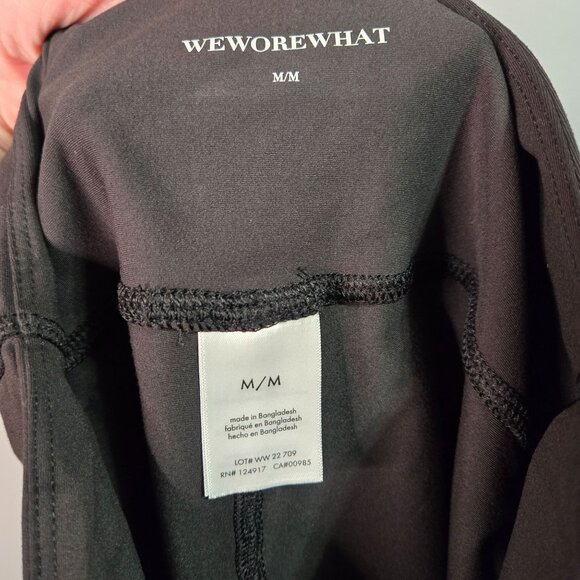 WEWOREWHAT
M/M
M/M
made in Bangladesh
fabriqué en Bangladesh
hecho en Bangladesh
LOT# WW 22 709
RN# 124917 CA#00985